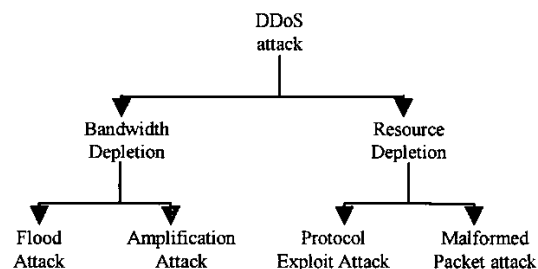 DDoS
attack
Bandwidth
Depletion
Resource
Depletion
Flood
Attack
Amplification
Attack
Protocol
Exploit Attack
Malformed
Packet attack